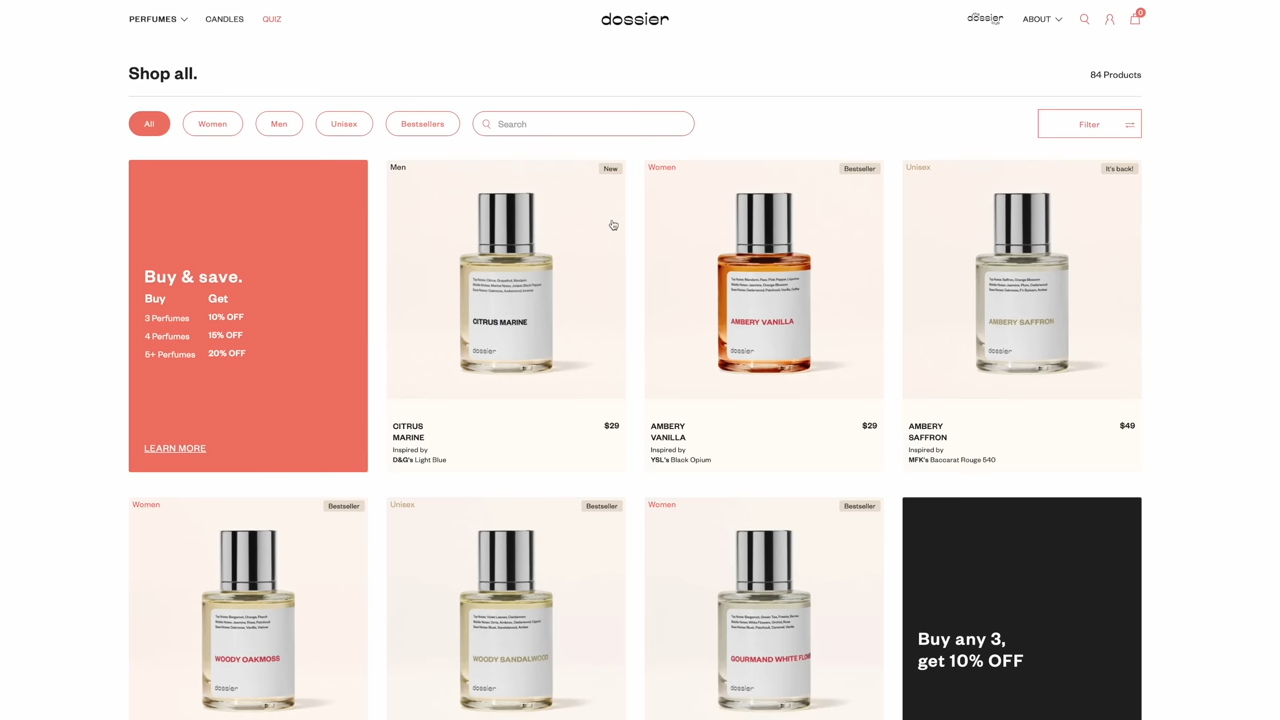 PERFUMES
CANDLES
QUIZ
dossier
dossier
ABOUT
0
Shop all.
84 Products
All
Women
Men
Unisex
Bestsellers
Search
Filter
Buy & save.
Buy Get
3 Perfumes 10% OFF
4 Perfumes 15% OFF
5+ Perfumes 20% OFF
LEARN MORE
Men
New
CITRUS MARINE
dossier
CITRUS
MARINE
$29
Inspired by
D&G's Light Blue
Women
Bestseller
AMBERY VANILLA
dossier
AMBERY
VANILLA
$29
Inspired by
YSL's Black Opium
Unisex
It's back!
AMBERY SAFFRON
dossier
AMBERY
SAFFRON
$49
Inspired by
MFK's Baccarat Rouge 540
Women
Bestseller
WOODY OAKMOSS
dossier
Unisex
Bestseller
WOODY SANDALWOOD
dossier
Women
Bestseller
GOURMAND WHITE
dossier
Buy any 3,
get 10% OFF